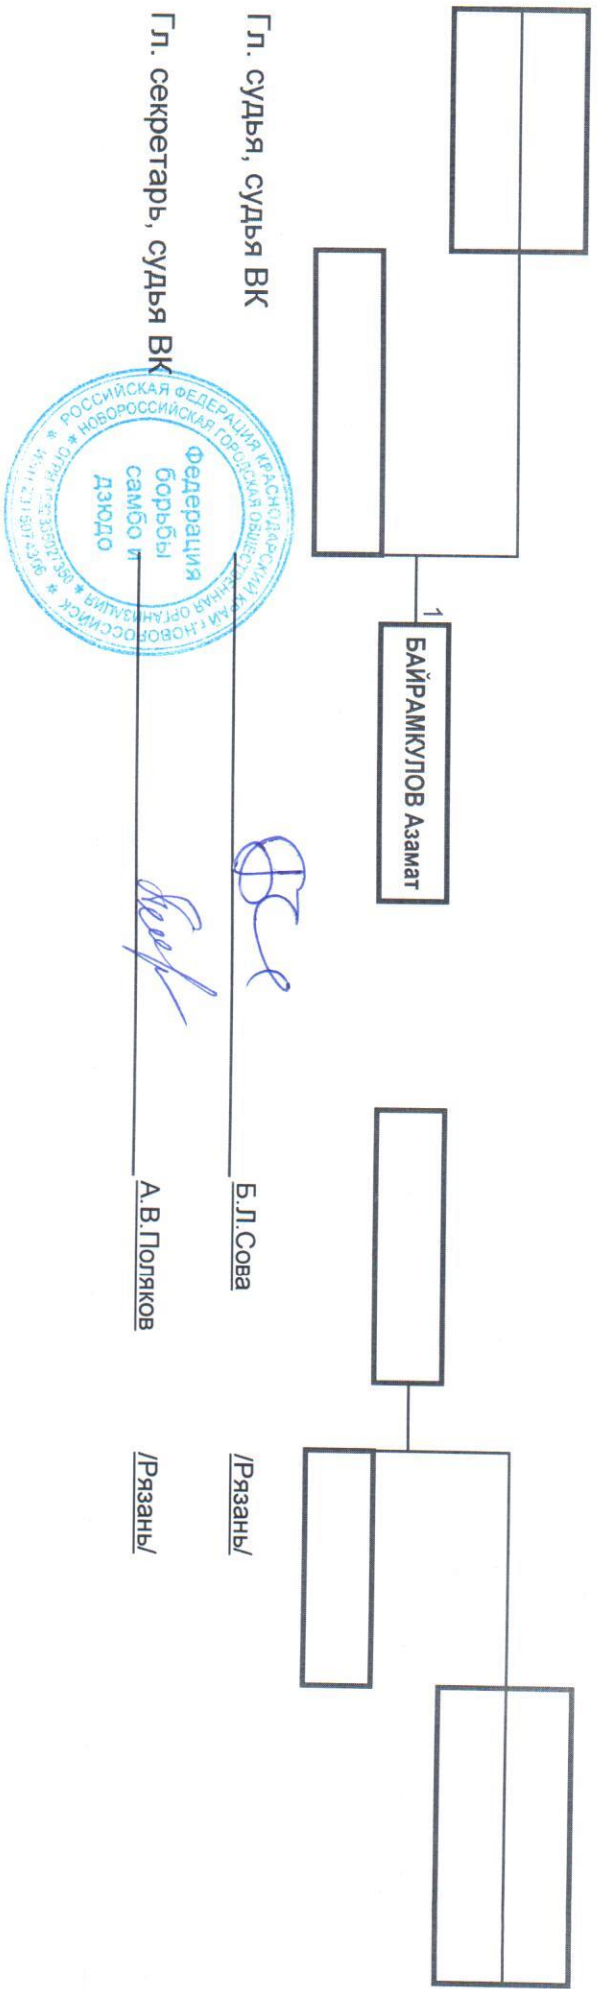 1
БАЙРАМКУЛОВ Азамат
Гл. судья, судья ВК
Б.Л.Сова
/Рязань/
Гл. секретарь, судья ВК
А.В.Поляков
/Рязань/
РОССИЙСКАЯ ФЕДЕРАЦИЯ КРАСНОДАРСКИЙ КРАЙ г.НОВОРОССИЙСК
НОВОРОССИЙСКАЯ ГОРОДСКАЯ ОБЩЕСТВЕННАЯ ОРГАНИЗАЦИЯ
Федерация
борьбы
самбо и
дзюдо